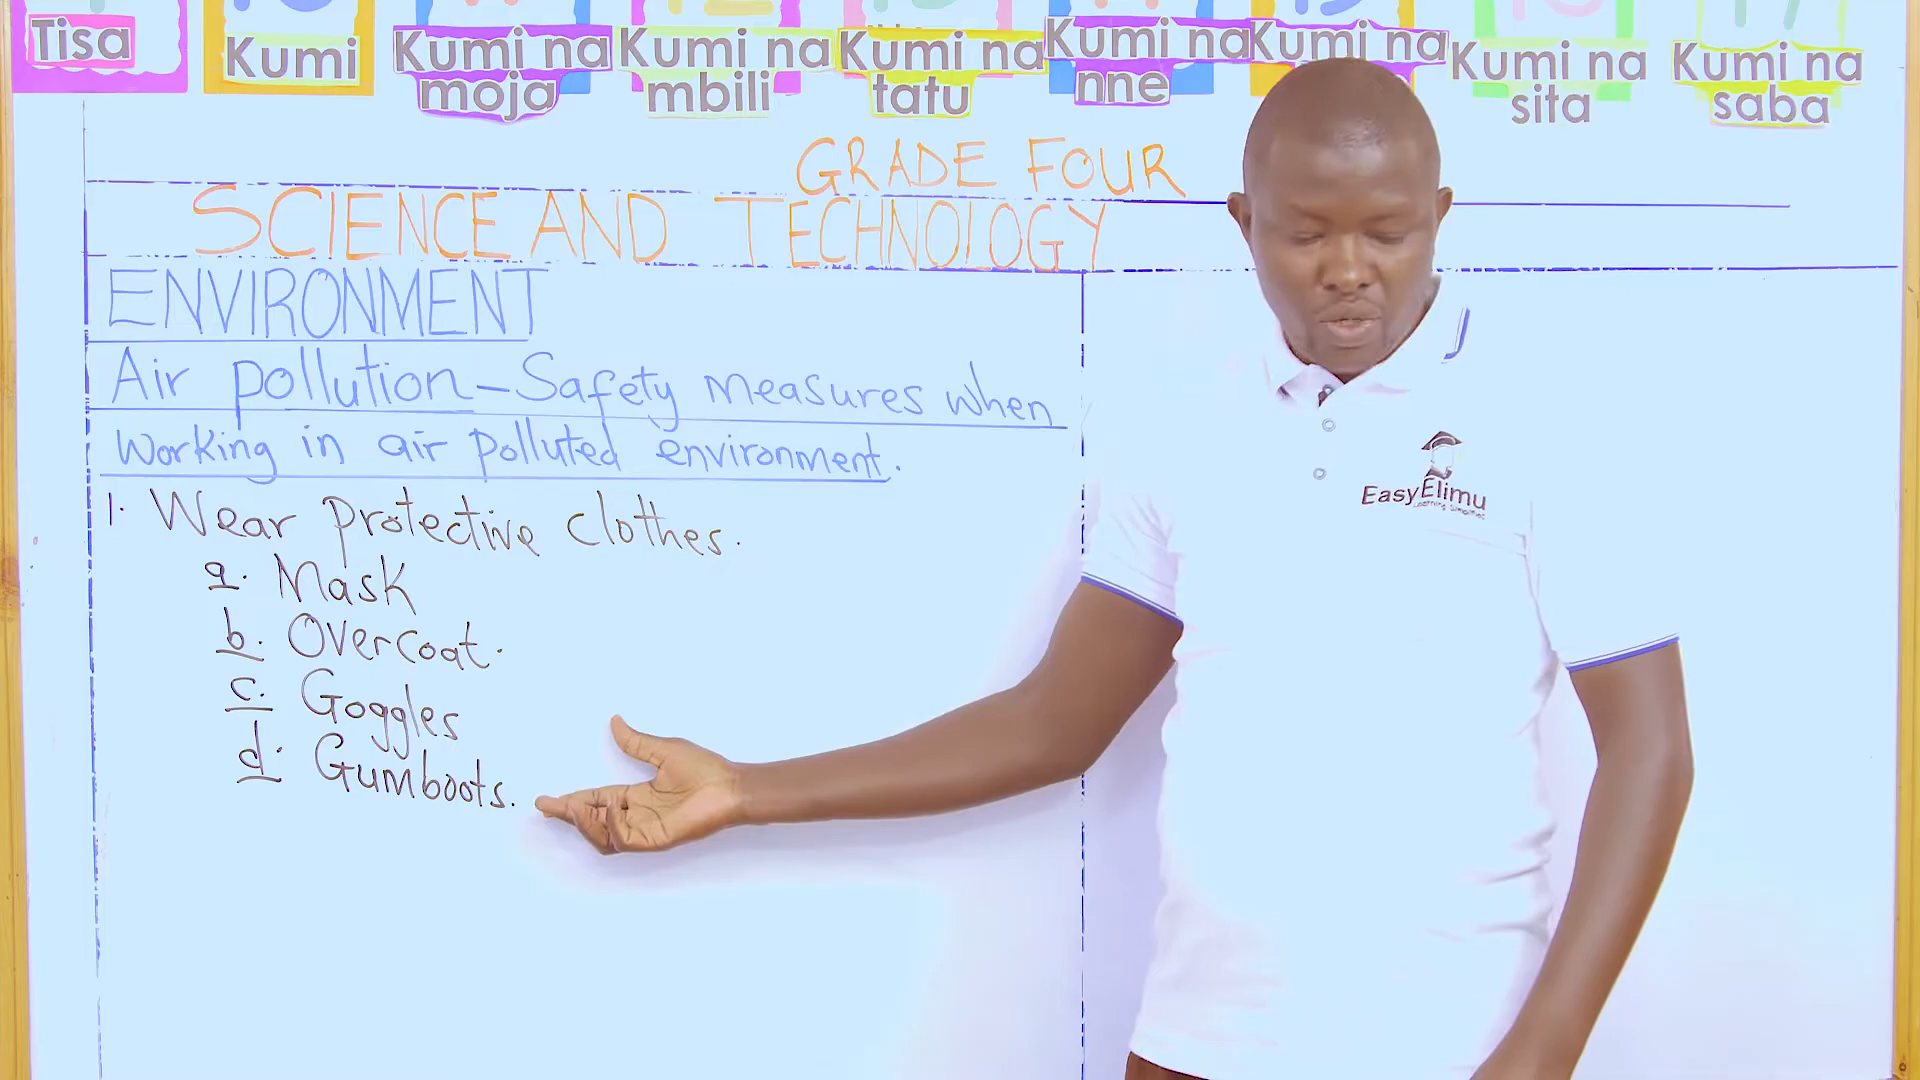 Tisa
Kumi
Kumi na moja
Kumi na mbili
Kumi na tatu
Kumi na nne
Kumi na
Kumi na sita
Kumi na saba
GRADE FOUR
SCIENCE AND TECHNOLOGY
ENVIRONMENT
Air pollution - Safety measures when
working in air polluted environment.
1. Wear protective clothes.
a. Mask
b. Overcoat.
c. Goggles
d. Gumboots.
EasyElimu
Learning Simplified